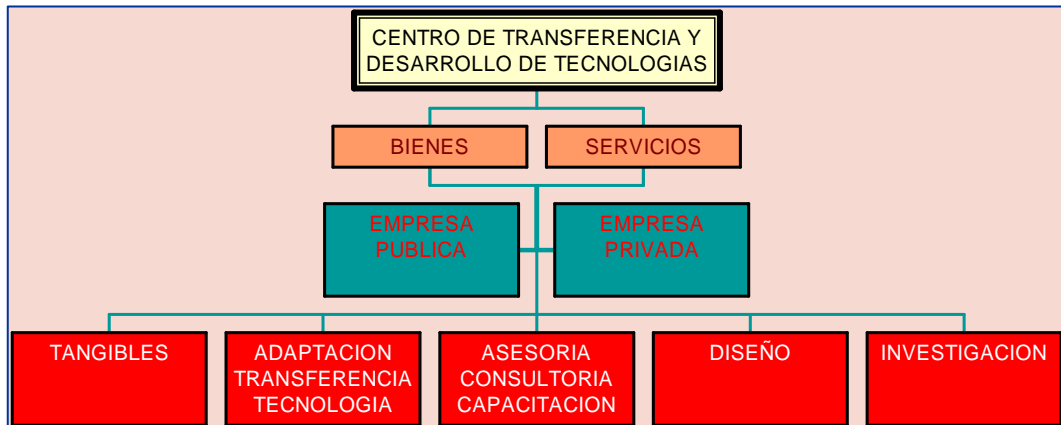 CENTRO DE TRANSFERENCIA Y
DESARROLLO DE TECNOLOGIAS
BIENES
SERVICIOS
EMPRESA
PUBLICA
EMPRESA
PRIVADA
TANGIBLES
ADAPTACION
TRANSFERENCIA
TECNOLOGIA
ASESORIA
CONSULTORIA
CAPACITACION
DISEÑO
INVESTIGACION